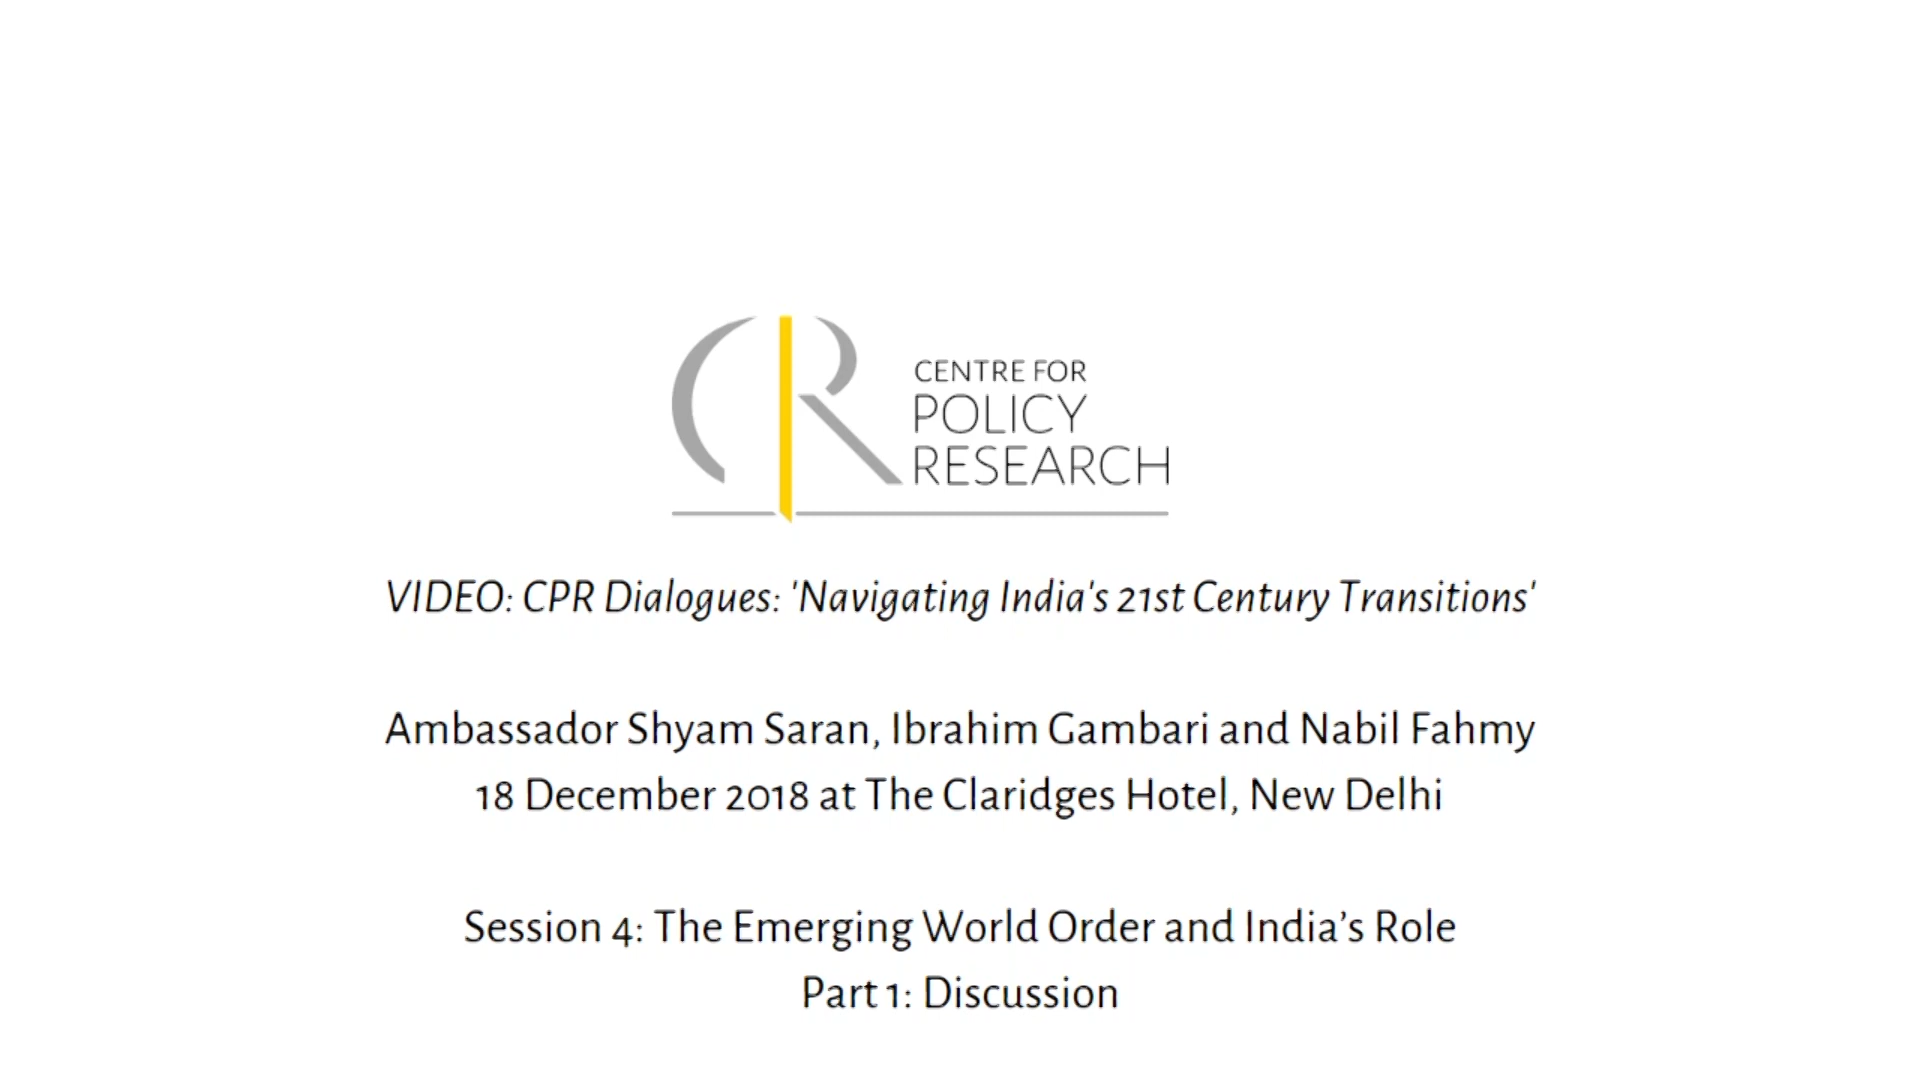 CENTRE FOR
POLICY
RESEARCH
VIDEO: CPR Dialogues: 'Navigating India's 21st Century Transitions'
Ambassador Shyam Saran, Ibrahim Gambari and Nabil Fahmy
18 December 2018 at The Claridges Hotel, New Delhi
Session 4: The Emerging World Order and India’s Role
Part 1: Discussion